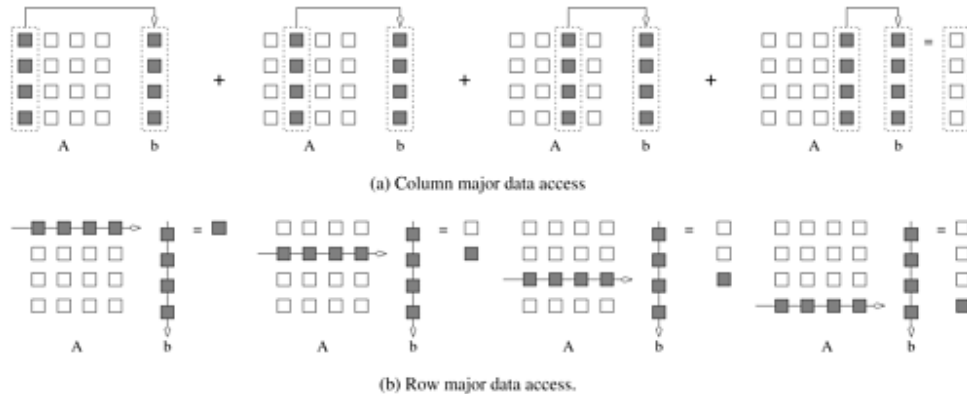 + + + =
A b A b A b A b
(a) Column major data access
= = = =
A b A b A b A b
(b) Row major data access.